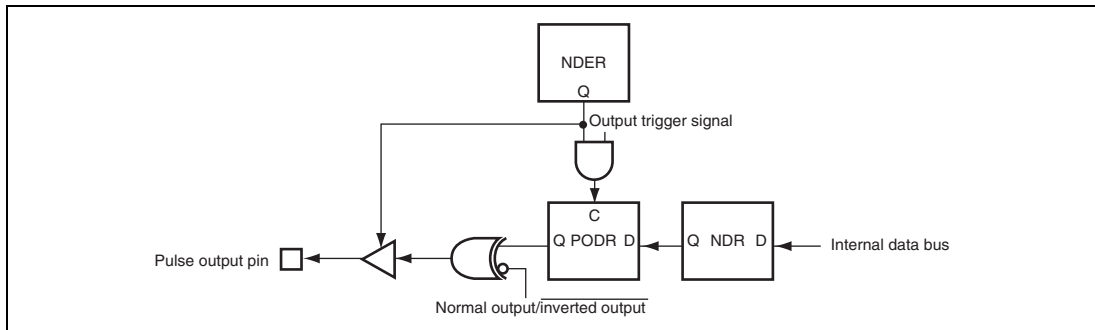 NDER
Q
Output trigger signal
C
Q PODR D
Q NDR D
Internal data bus
Pulse output pin
Normal output/inverted output